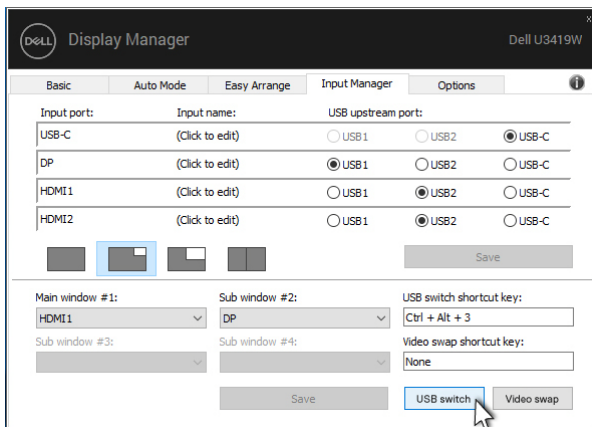 DELL Display Manager Dell U3419W
Basic Auto Mode Easy Arrange Input Manager Options
Input port: Input name: USB upstream port:
USB-C (Click to edit) USB1 USB2 USB-C
DP (Click to edit) USB1 USB2 USB-C
HDMI1 (Click to edit) USB1 USB2 USB-C
HDMI2 (Click to edit) USB1 USB2 USB-C
Save
Main window #1: Sub window #2: USB switch shortcut key:
HDMI1 DP Ctrl + Alt + 3
Sub window #3: Sub window #4: Video swap shortcut key:
None
Save USB switch Video swap